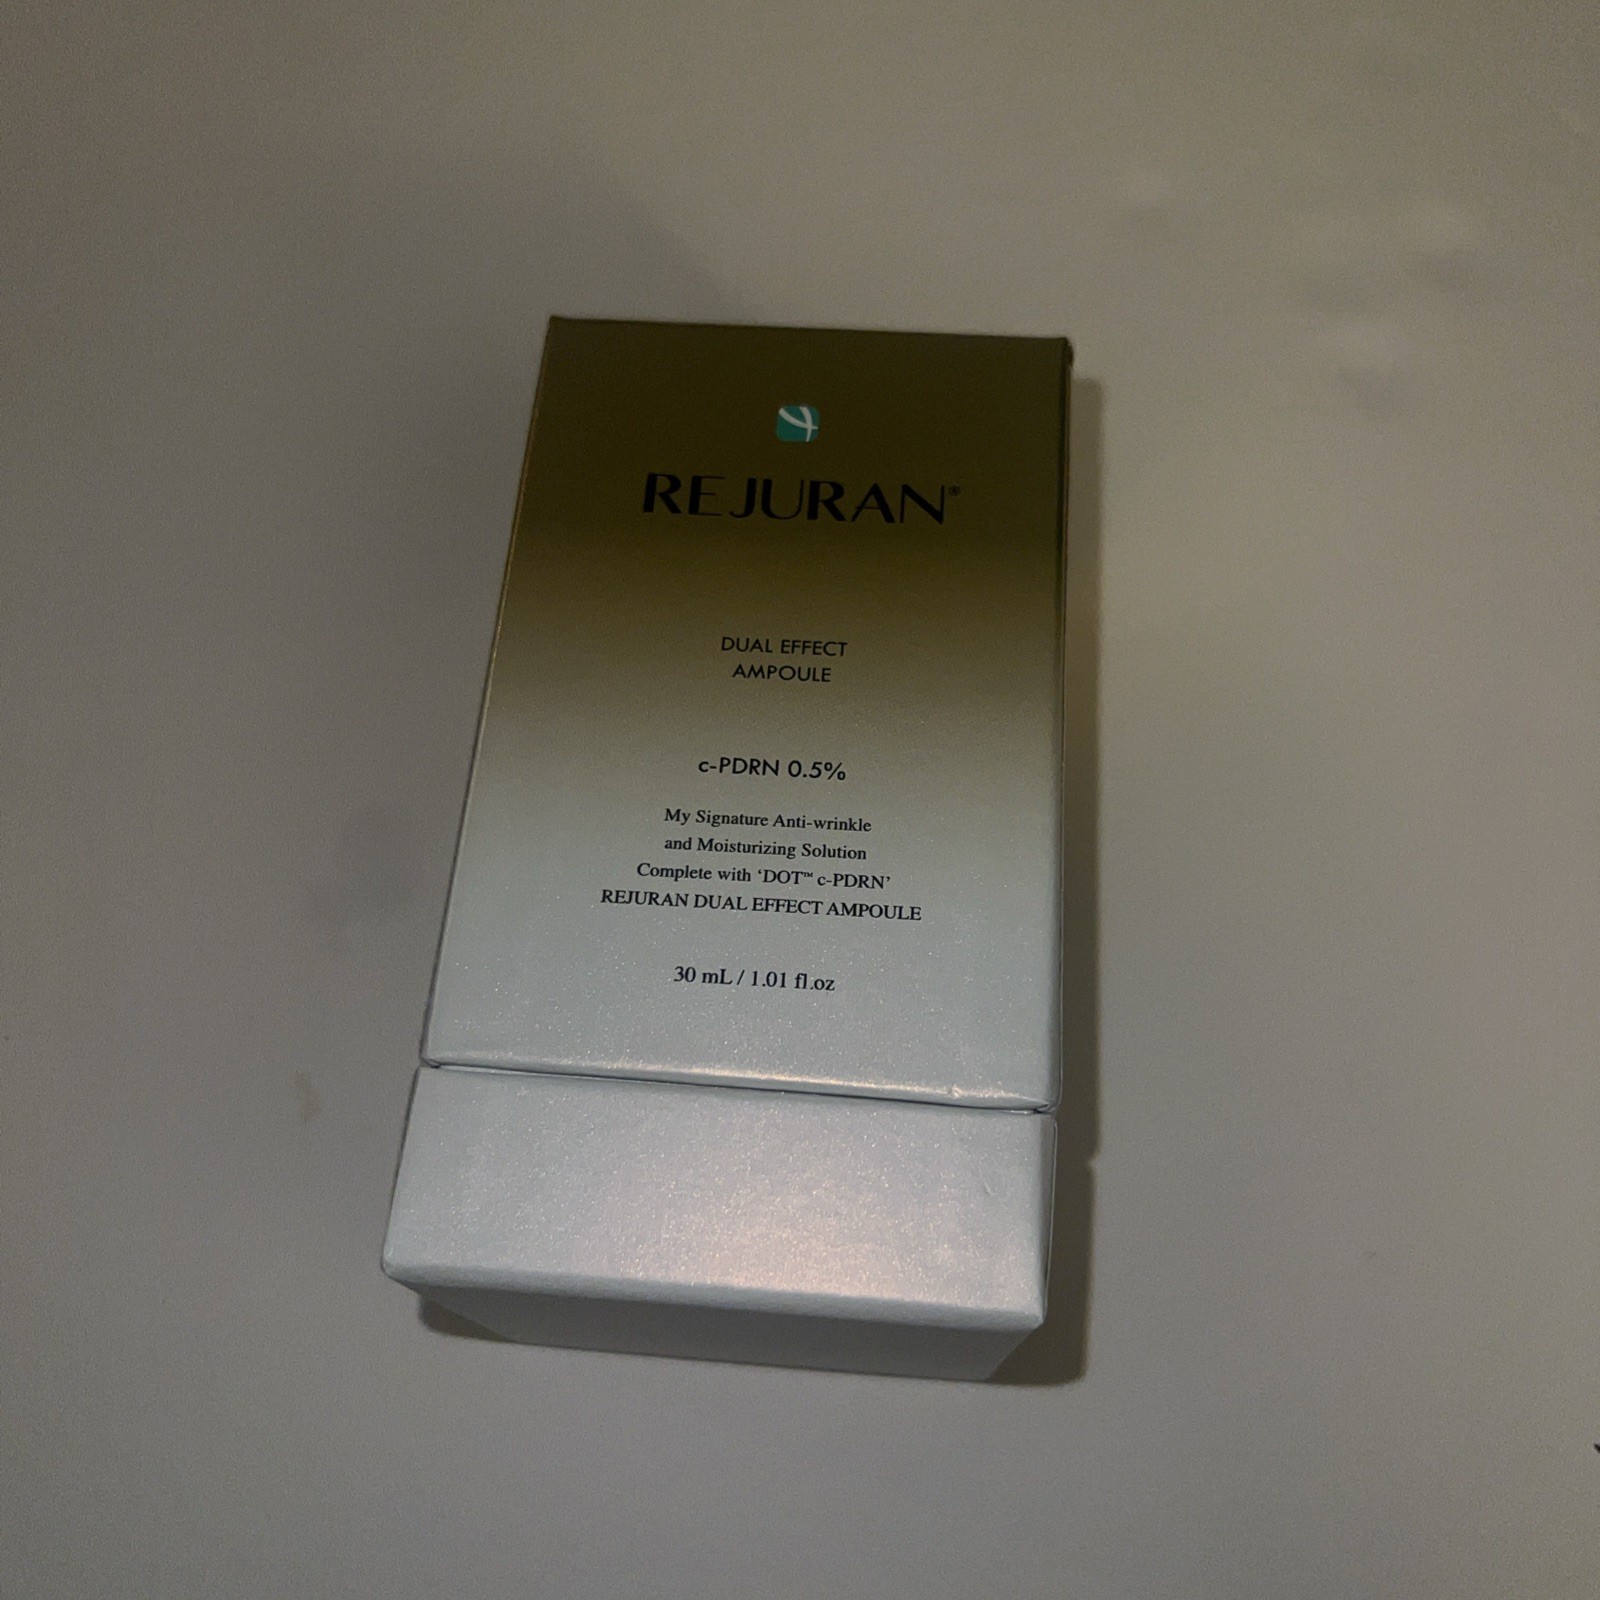 REJURAN®
DUAL EFFECT
AMPOULE
c-PDRN 0.5%
My Signature Anti-wrinkle
and Moisturizing Solution
Complete with ‘DOT™ c-PDRN’
REJURAN DUAL EFFECT AMPOULE
30 mL / 1.01 fl.oz